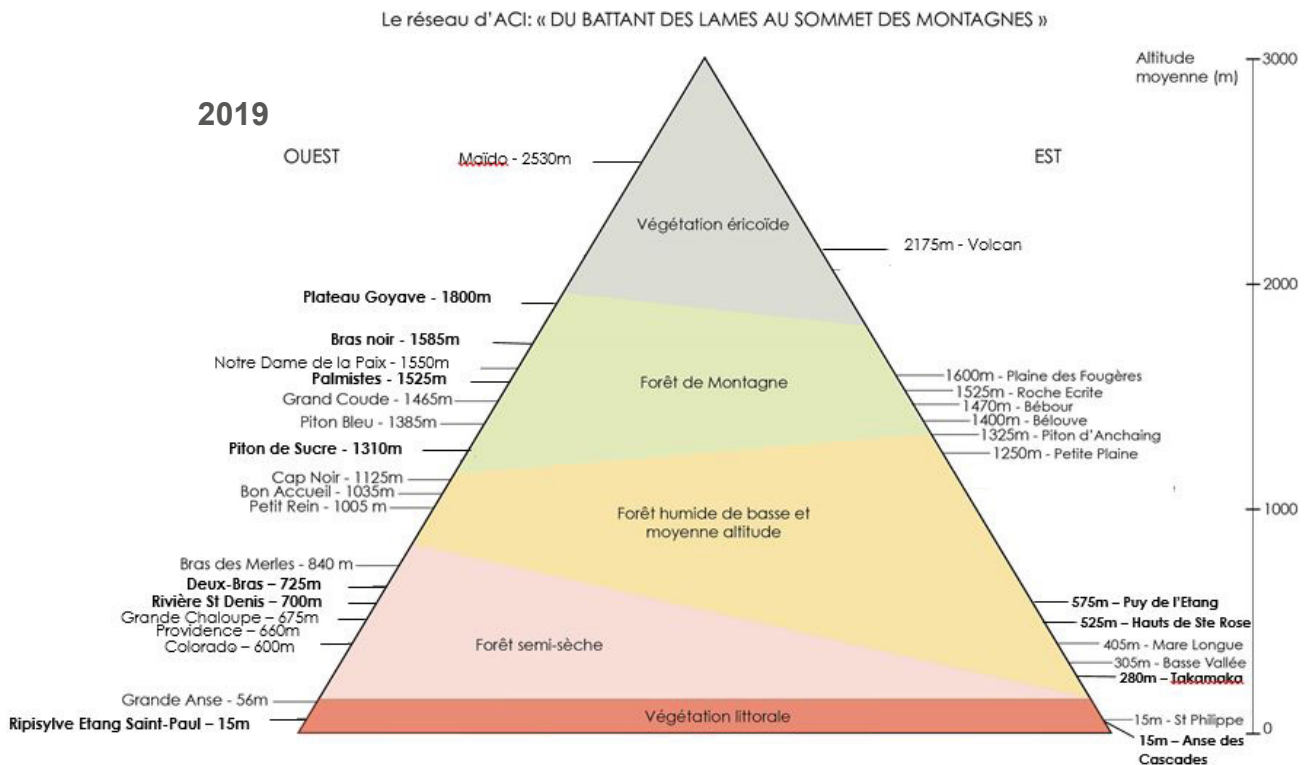 Le réseau d'ACI: « DU BATTANT DES LAMES AU SOMMET DES MONTAGNES »
Altitude
moyenne (m)
3000
2019
OUEST
Maïdo - 2530m
EST
Végétation éricoïde
2175m - Volcan
2000
Plateau Goyave - 1800m
Bras noir - 1585m
Notre Dame de la Paix - 1550m
Palmistes - 1525m
Grand Coude - 1465m
Piton Bleu - 1385m
Piton de Sucre - 1310m
Cap Noir - 1125m
Bon Accueil - 1035m
Petit Rein - 1005 m
Forêt de Montagne
1600m - Plaine des Fougères
1525m - Roche Ecrite
1470m - Bébour
1400m - Bélouve
1325m - Piton d'Anchaing
1250m - Petite Plaine
1000
Forêt humide de basse et
moyenne altitude
Bras des Merles - 840 m
Deux-Bras – 725m
Rivière St Denis – 700m
Grande Chaloupe – 675m
Providence – 660m
Colorado – 600m
Forêt semi-sèche
575m – Puy de l'Etang
525m – Hauts de Ste Rose
405m – Mare Longue
305m – Basse Vallée
280m – Takamaka
Grande Anse - 56m
Ripisylve Etang Saint-Paul – 15m
Végétation littorale
15m - St Philippe
0
15m – Anse des
Cascades